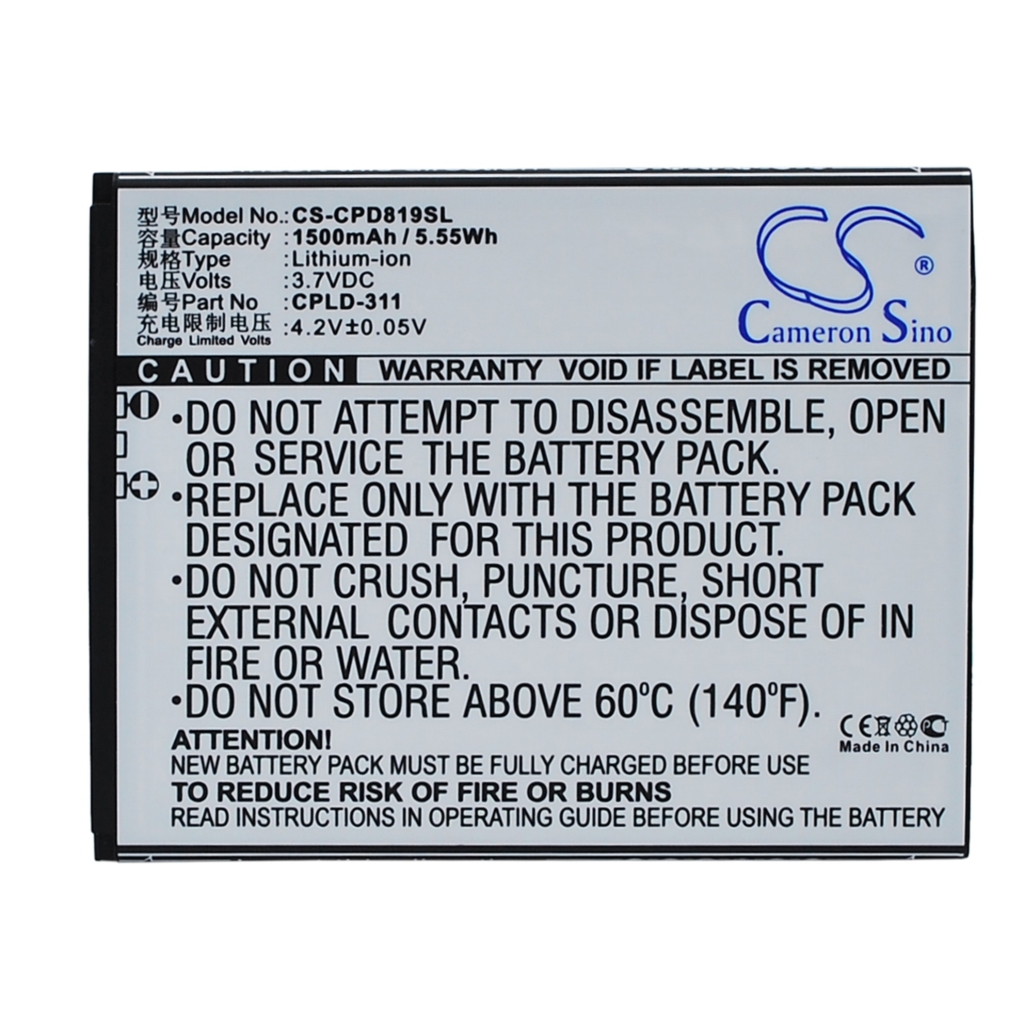 型号Model No.: CS-CPD819SL
容量Capacity : 1500mAh / 5.55Wh
规格Type : Lithium-ion
电压Volts : 3.7VDC
编号Part No : CPLD-311
充电限制电压 : 4.2V±0.05V
Charge Limited Volts
CS ®
Cameron Sino
CAUTION WARRANTY VOID IF LABEL IS REMOVED
•DO NOT ATTEMPT TO DISASSEMBLE, OPEN
OR SERVICE THE BATTERY PACK.
•REPLACE ONLY WITH THE BATTERY PACK
DESIGNATED FOR THIS PRODUCT.
•DO NOT CRUSH, PUNCTURE, SHORT
EXTERNAL CONTACTS OR DISPOSE OF IN
FIRE OR WATER.
•DO NOT STORE ABOVE 60ºC (140ºF).
CE
Made In China
ATTENTION!
NEW BATTERY PACK MUST BE FULLY CHARGED BEFORE USE
TO REDUCE RISK OF FIRE OR BURNS
READ INSTRUCTIONS IN OPERATING GUIDE BEFORE USING THE BATTERY